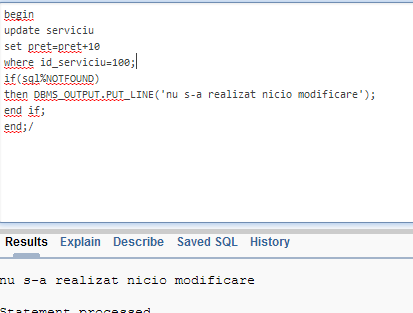 begin
update serviciu
set pret=pret+10
where id_serviciu=100;
if(sql%NOTFOUND)
then DBMS_OUTPUT.PUT_LINE('nu s-a realizat nicio modificare');
end if;
end;/
Results Explain Describe Saved SQL History
nu s-a realizat nicio modificare
Statement processed